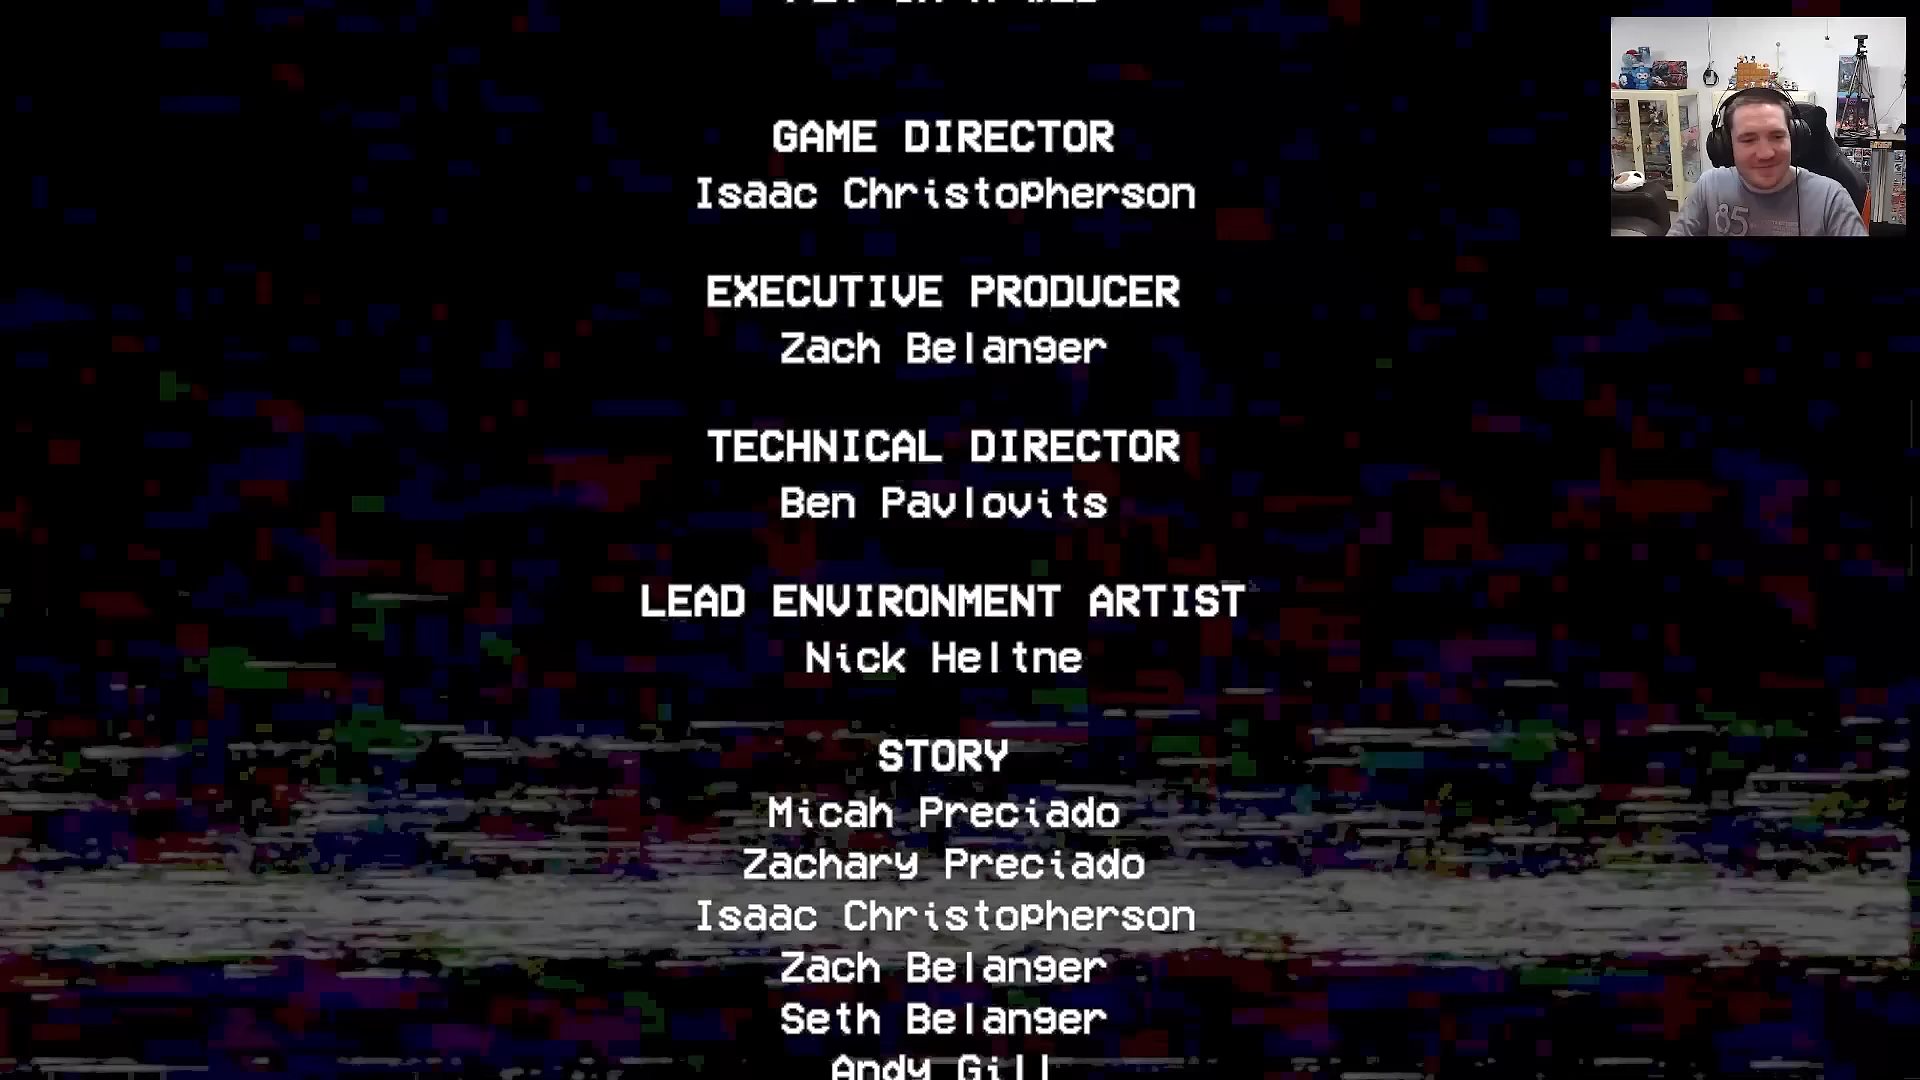 GAME DIRECTOR
Isaac Christopherson
EXECUTIVE PRODUCER
Zach Belanger
TECHNICAL DIRECTOR
Ben Pavlovits
LEAD ENVIRONMENT ARTIST
Nick Heltne
STORY
Micah Preciado
Zachary Preciado
Isaac Christopherson
Zach Belanger
Seth Belanger
Andy Gill
85